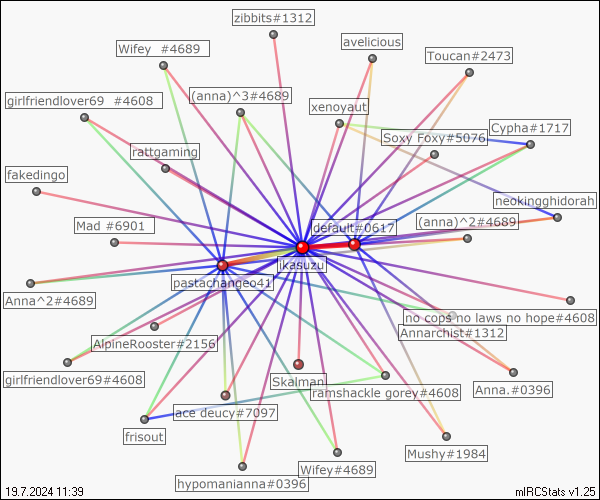 zibbits#1312
Wifey  #4689
avelicious
Toucan#2473
girlfriendlover69  #4608
(anna)^3#4689
xenoyaut
Cypha#1717
Soxy Foxy#5076
rattgaming
fakedingo
neokingghidorah
Mad #6901
default#0617
(anna)^2#4689
ikasuzu
pastachangeo41
Anna^2#4689
no cops no laws no hope#4608
Annarchist#1312
AlpineRooster#2156
girlfriendlover69#4608
Skalman
ramshackle gorey#4608
Anna.#0396
ace deucy#7097
frisout
Mushy#1984
Wifey#4689
hypomanianna#0396
19.7.2024 11:39
mIRCStats v1.25